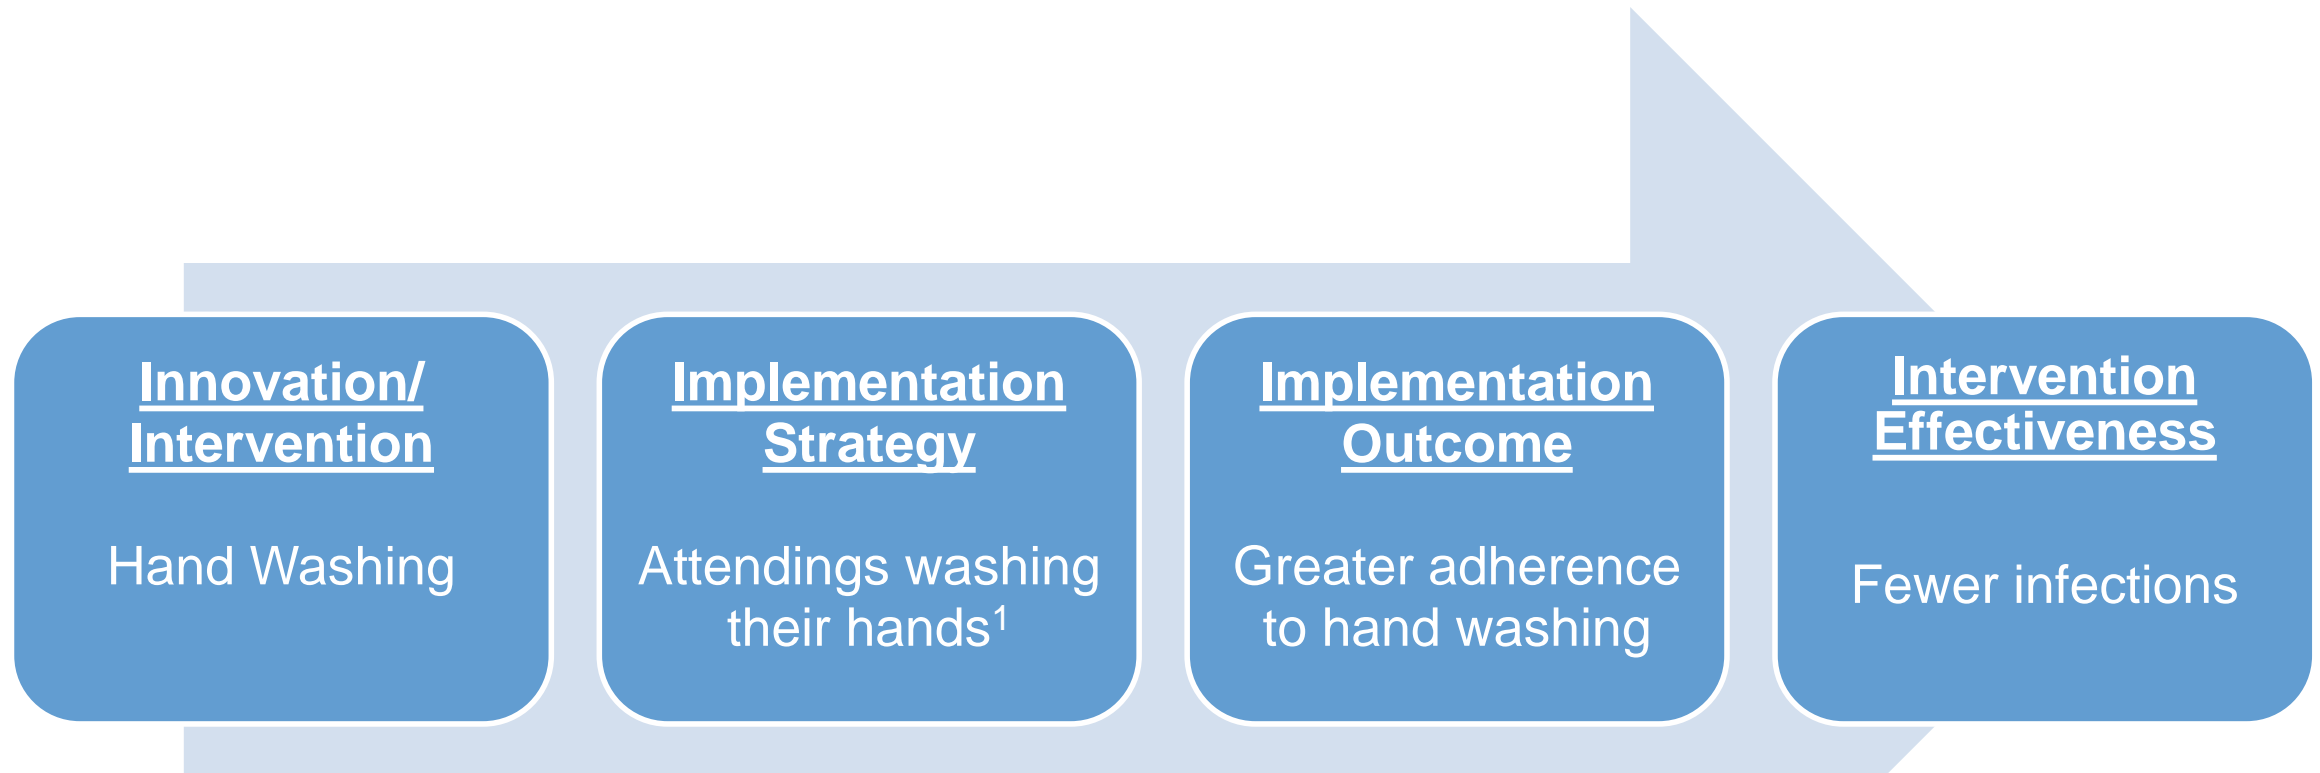 Innovation/
Intervention
Hand Washing
Implementation
Strategy
Attendings washing
their hands¹
Implementation
Outcome
Greater adherence
to hand washing
Intervention
Effectiveness
Fewer infections